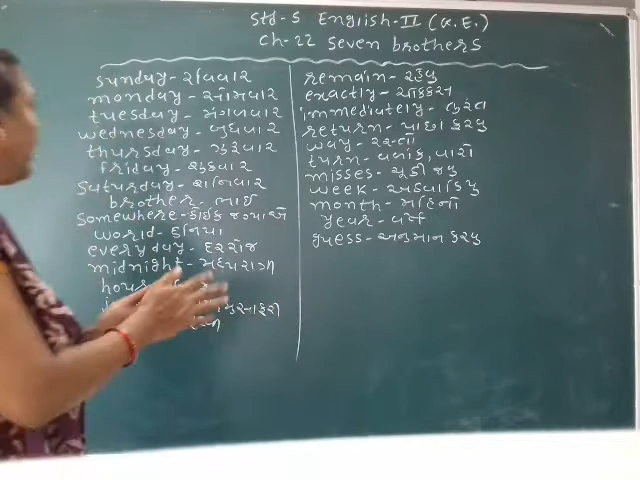 Std-5 English-II (G.E.)
Ch-22 Seven brothers
sunday - રવિવાર
monday - સોમવાર
tuesday - મંગળવાર
wednesday - બુધવાર
thursday - ગુરૂવાર
friday - શુક્રવાર
saturday - શનિવાર
brother - ભાઇ
somewhere - કોઇક જગ્યાએ
world - દુનિયા
everyday - દરરોજ
midnight - મધ્યરાત્રી
hour
remain - રહેવુ
exactly - ચોક્કસ
immediately - તુરંત
return - પાછા ફરવુ
way - રસ્તો
turn - વળાંક, વારો
misses - ચૂકી જવુ
week - અઠવાડિયુ
month - મહિનો
year - વર્ષ
guess - અનુમાન કરવુ